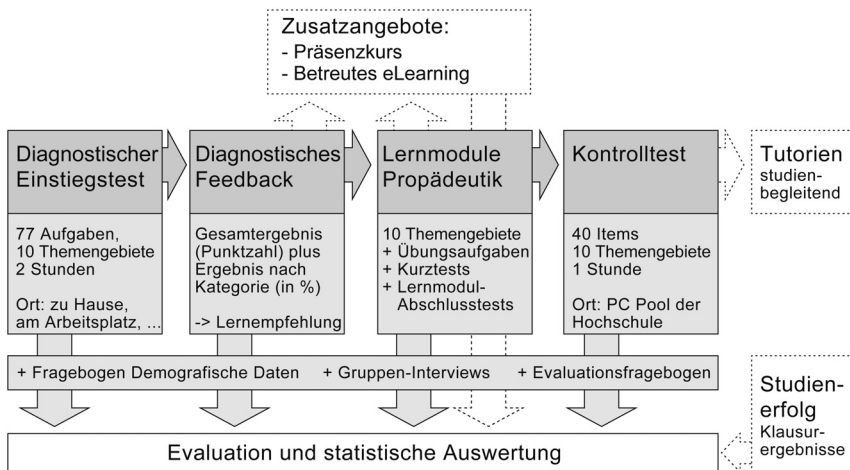 Zusatzangebote:
- Präsenzkurs
- Betreutes eLearning
Diagnostischer
Einstiegstest
Diagnostisches
Feedback
Lernmodule
Propädeutik
Kontrolltest
Tutorien
studien-
begleitend
77 Aufgaben,
10 Themengebiete
2 Stunden
Ort: zu Hause,
am Arbeitsplatz, ...
Gesamtergebnis
(Punktzahl) plus
Ergebnis nach
Kategorie (in %)
-> Lernempfehlung
10 Themengebiete
+ Übungsaufgaben
+ Kurztests
+ Lernmodul-
Abschlusstests
40 Items
10 Themengebiete
1 Stunde
Ort: PC Pool der
Hochschule
+ Fragebogen Demografische Daten + Gruppen-Interviews + Evaluationsfragebogen
Studien-
erfolg
Klausur-
ergebnisse
Evaluation und statistische Auswertung